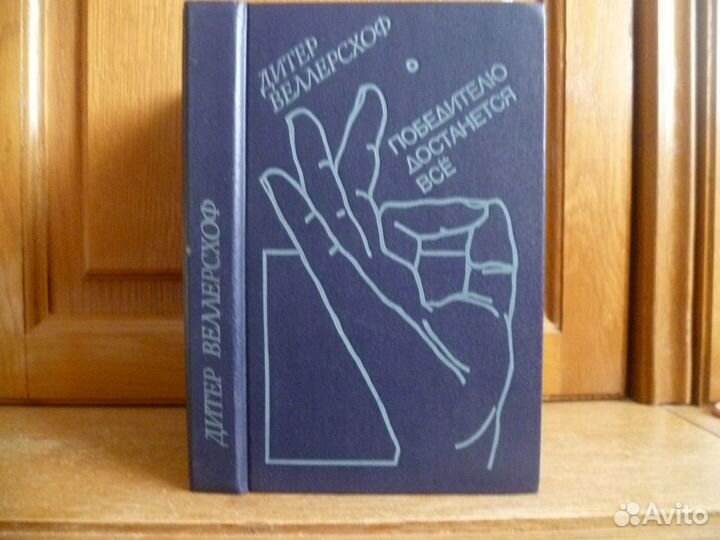 ДИТЕР
ВЕЛЛЕРСХОФ
ПОБЕДИТЕЛЮ
ДОСТАНЕТСЯ
ВСЁ
ДИТЕР ВЕЛЛЕРСХОФ
Avito